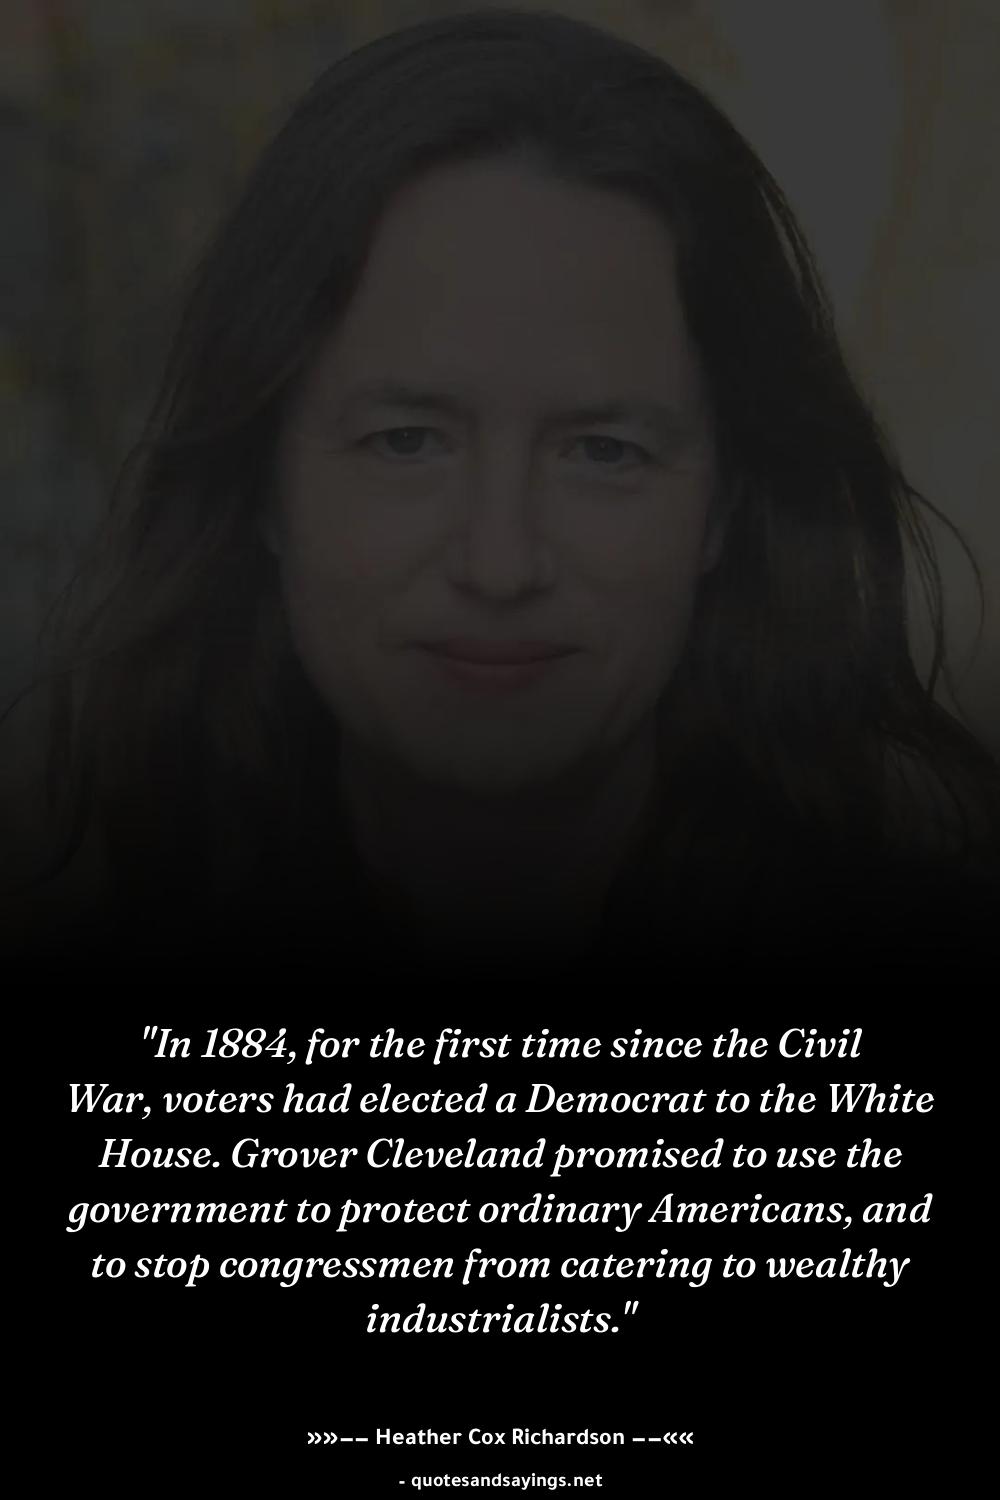 "In 1884, for the first time since the Civil
War, voters had elected a Democrat to the White
House. Grover Cleveland promised to use the
government to protect ordinary Americans, and
to stop congressmen from catering to wealthy
industrialists."
»»−− Heather Cox Richardson −−««
- quotesandsayings.net